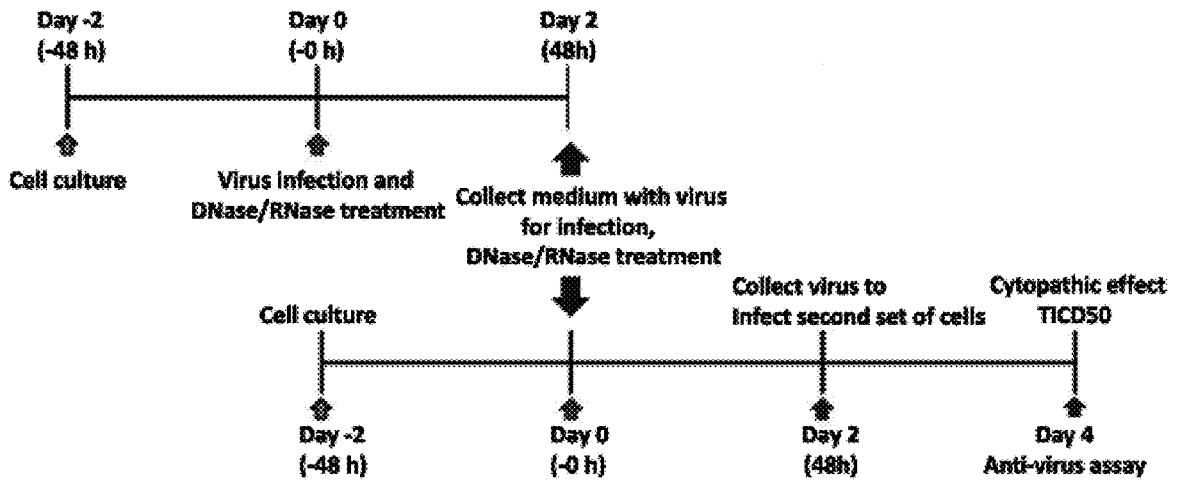 Day -2
(-48 h)
Day 0
(-0 h)
Day 2
(48h)
Cell culture
Virus infection and
DNase/RNase treatment
Collect medium with virus
for infection,
DNase/RNase treatment
Cell culture
Collect virus to
Infect second set of cells
Cytopathic effect
TICD50
Day -2
(-48 h)
Day 0
(-0 h)
Day 2
(48h)
Day 4
Anti-virus assay